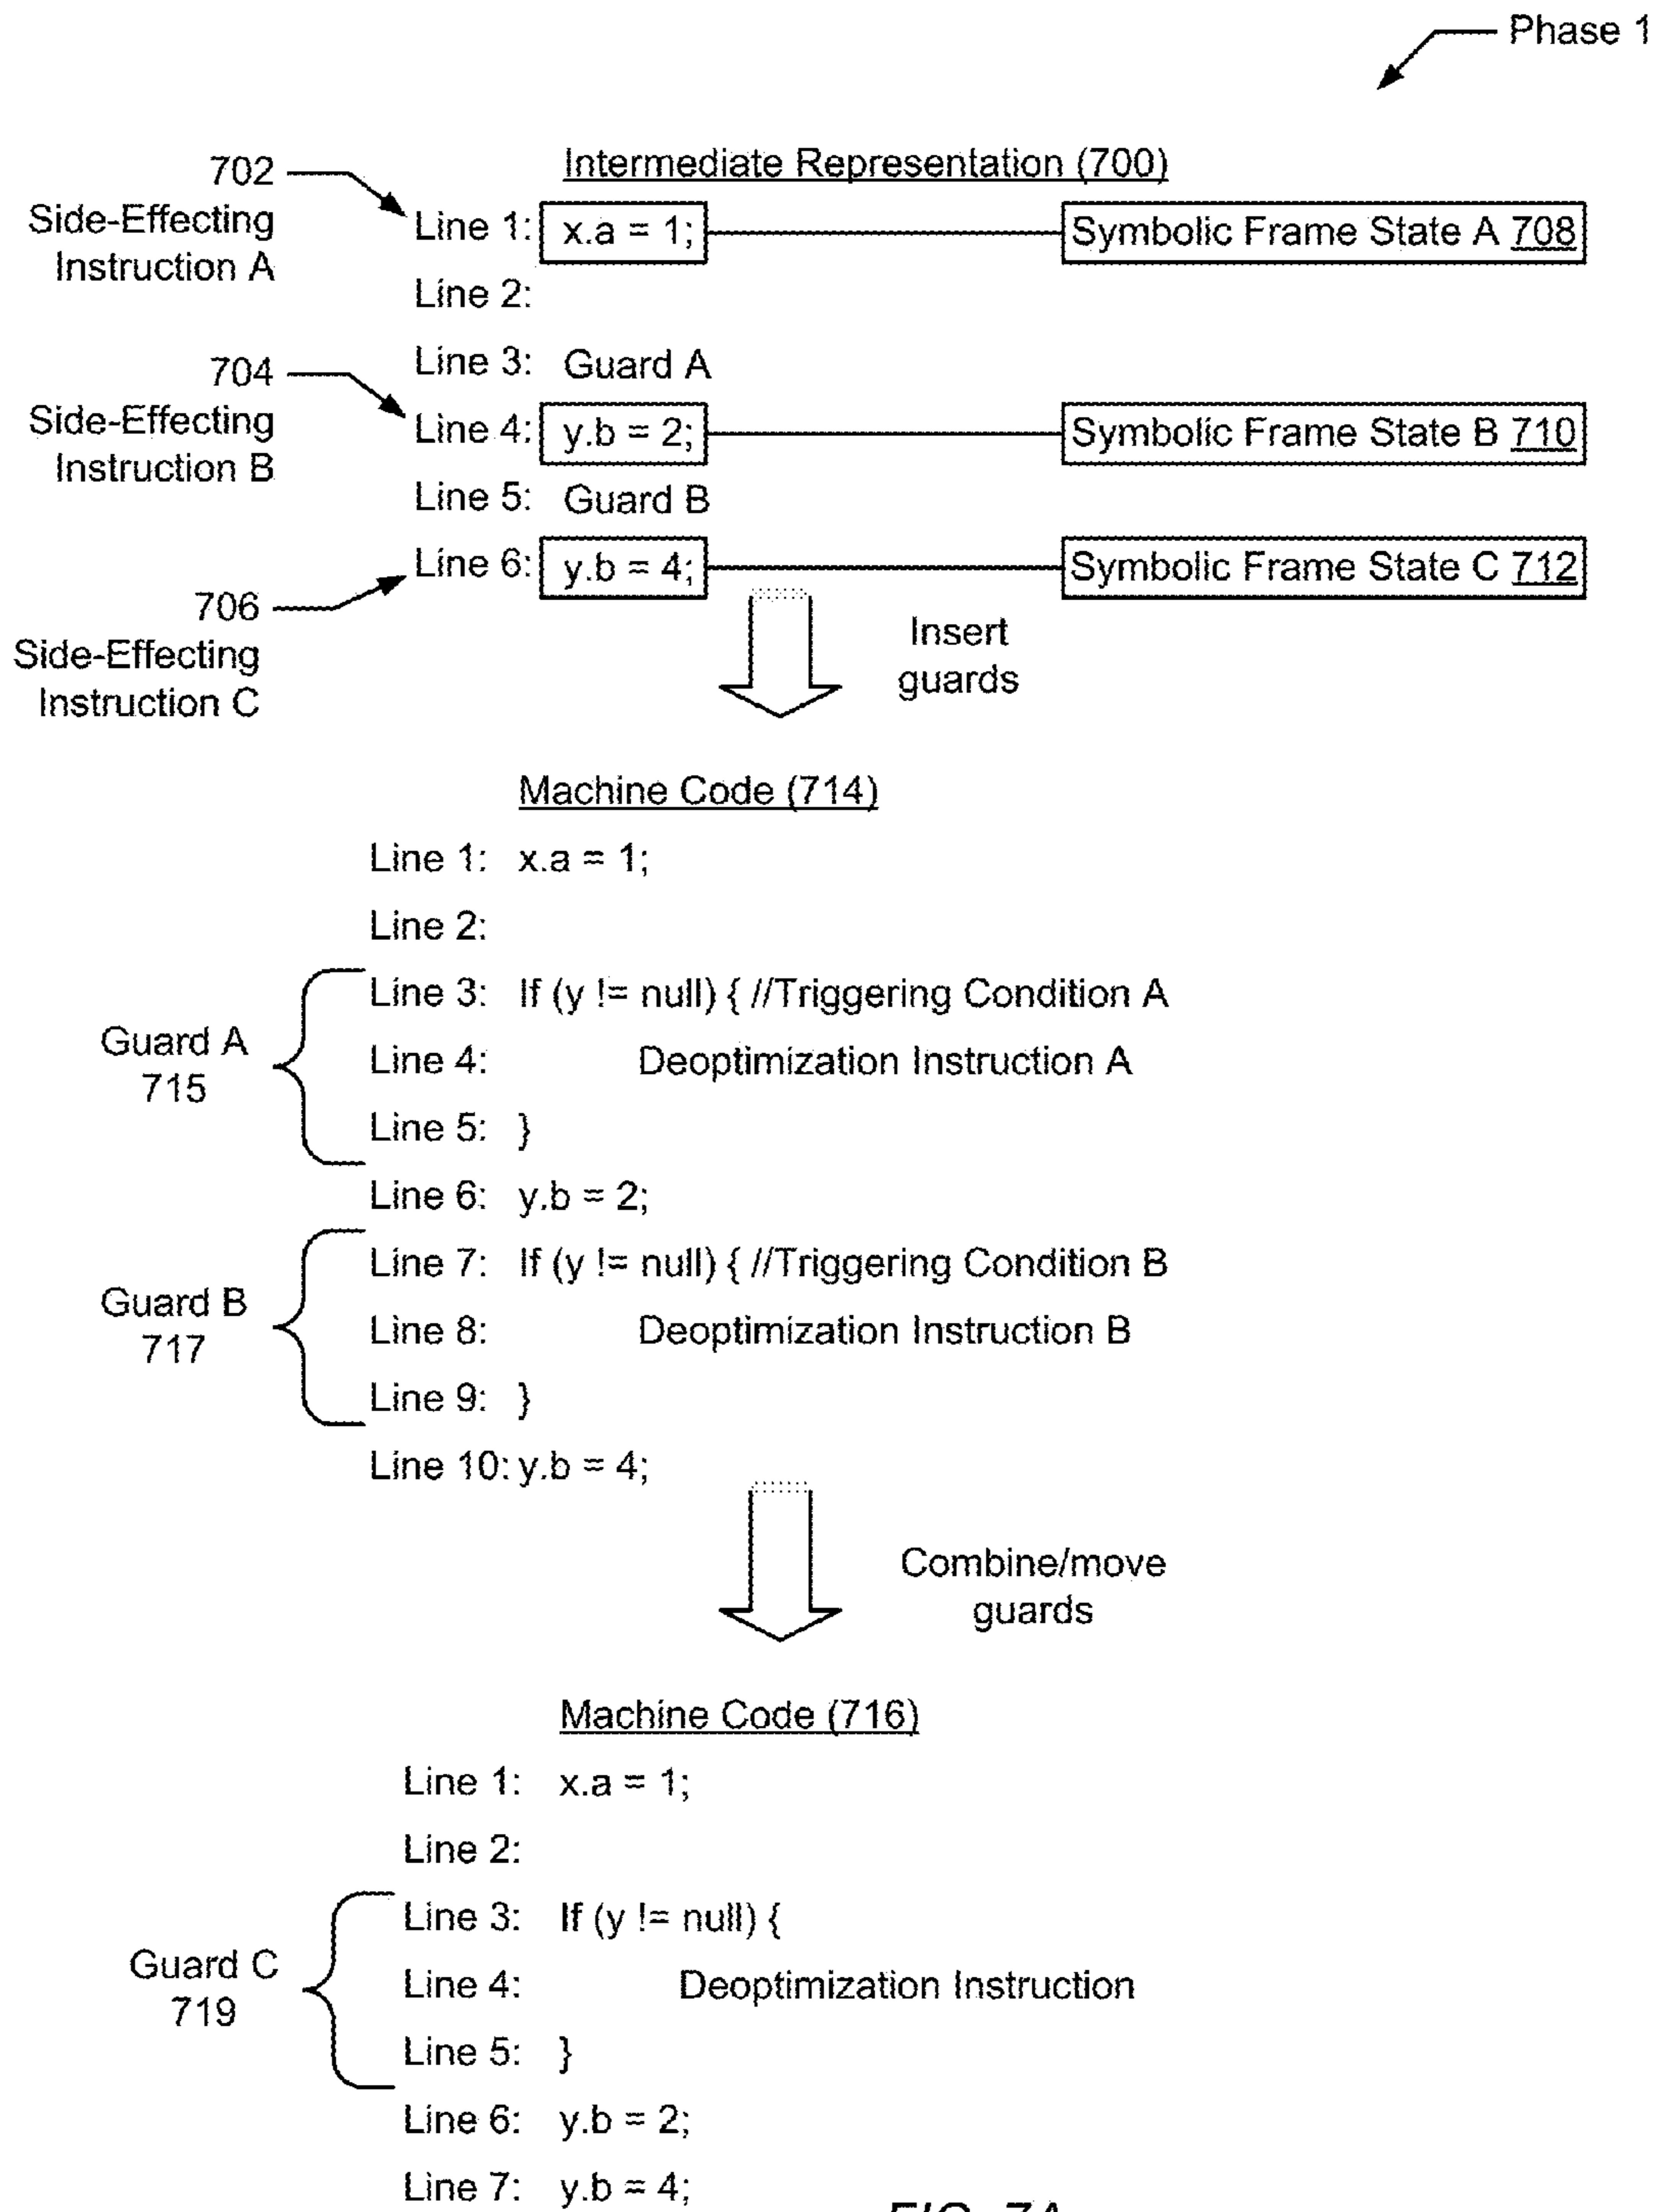 Phase 1
Intermediate Representation (700)
702
Side-Effecting
Instruction A
Line 1: x.a = 1; Symbolic Frame State A 708
Line 2:
Line 3: Guard A
704
Side-Effecting
Instruction B
Line 4: y.b = 2; Symbolic Frame State B 710
Line 5: Guard B
Line 6: y.b = 4; Symbolic Frame State C 712
706
Side-Effecting
Instruction C
Insert
guards
Machine Code (714)
Line 1: x.a = 1;
Line 2:
Line 3: If (y != null) { //Triggering Condition A
Guard A
715
Line 4: Deoptimization Instruction A
Line 5: }
Line 6: y.b = 2;
Line 7: If (y != null) { //Triggering Condition B
Guard B
717
Line 8: Deoptimization Instruction B
Line 9: }
Line 10: y.b = 4;
Combine/move
guards
Machine Code (716)
Line 1: x.a = 1;
Line 2:
Line 3: If (y != null) {
Guard C
719
Line 4: Deoptimization Instruction
Line 5: }
Line 6: y.b = 2;
Line 7: y.b = 4;
FIG. 7A